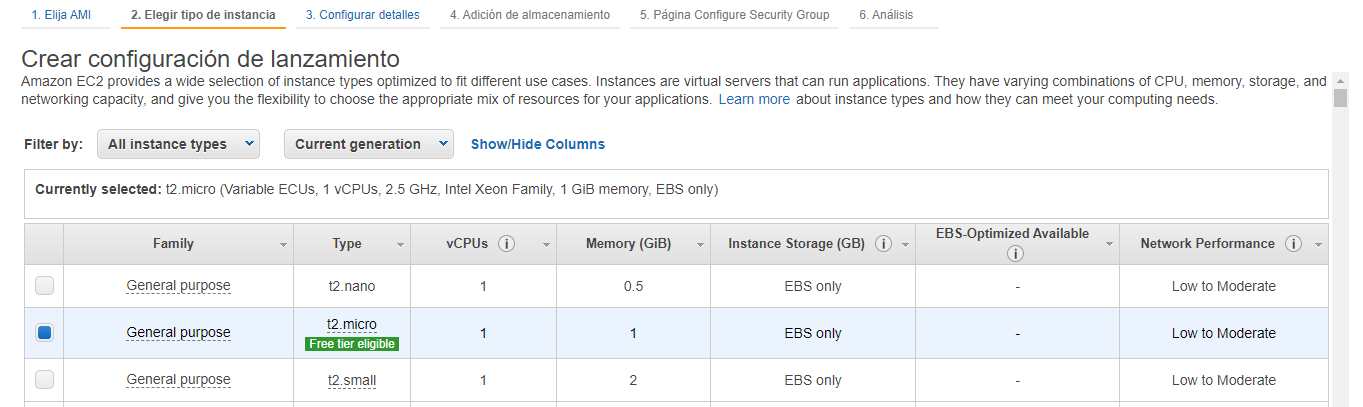 1. Elija AMI 2. Elegir tipo de instancia 3. Configurar detalles 4. Adición de almacenamiento 5. Página Configure Security Group 6. Análisis
Crear configuración de lanzamiento
Amazon EC2 provides a wide selection of instance types optimized to fit different use cases. Instances are virtual servers that can run applications. They have varying combinations of CPU, memory, storage, and
networking capacity, and give you the flexibility to choose the appropriate mix of resources for your applications. Learn more about instance types and how they can meet your computing needs.
Filter by: All instance types Current generation Show/Hide Columns
Currently selected: t2.micro (Variable ECUs, 1 vCPUs, 2.5 GHz, Intel Xeon Family, 1 GiB memory, EBS only)
Family Type vCPUs i Memory (GiB) Instance Storage (GB) i EBS-Optimized Available i Network Performance i
General purpose t2.nano 1 0.5 EBS only - Low to Moderate
General purpose t2.micro 1 1 EBS only - Low to Moderate
Free tier eligible
General purpose t2.small 1 2 EBS only - Low to Moderate